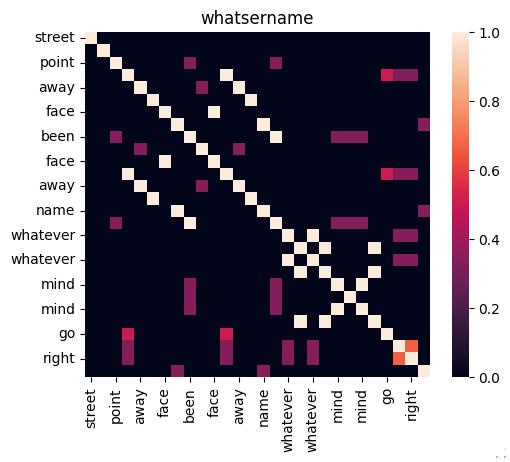 whatsername
street
point
away
face
been
face
away
name
whatever
whatever
mind
mind
go
right
street
point
away
face
been
face
away
name
whatever
whatever
mind
mind
go
right
1.0
0.8
0.6
0.4
0.2
0.0